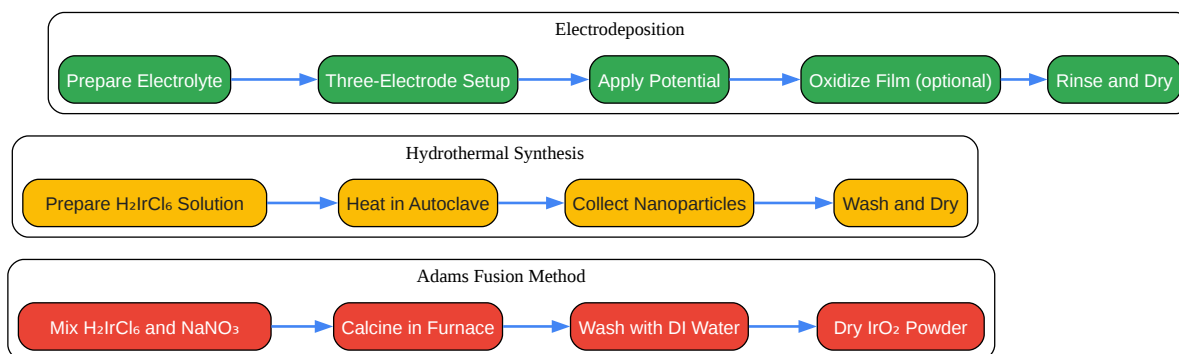 Electrodeposition
Prepare Electrolyte
Three-Electrode Setup
Apply Potential
Oxidize Film (optional)
Rinse and Dry
Hydrothermal Synthesis
Prepare H₂IrCl₆ Solution
Heat in Autoclave
Collect Nanoparticles
Wash and Dry
Adams Fusion Method
Mix H₂IrCl₆ and NaNO₃
Calcine in Furnace
Wash with DI Water
Dry IrO₂ Powder